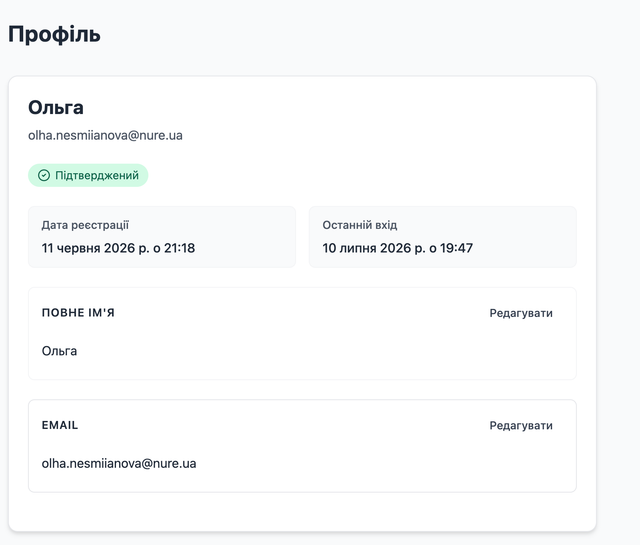 Профіль
Ольга
olha.nesmiianova@nure.ua
Підтверджений
Дата реєстрації
11 червня 2026 р. о 21:18
Останній вхід
10 липня 2026 р. о 19:47
ПОВНЕ ІМ'Я
Редагувати
Ольга
EMAIL
Редагувати
olha.nesmiianova@nure.ua